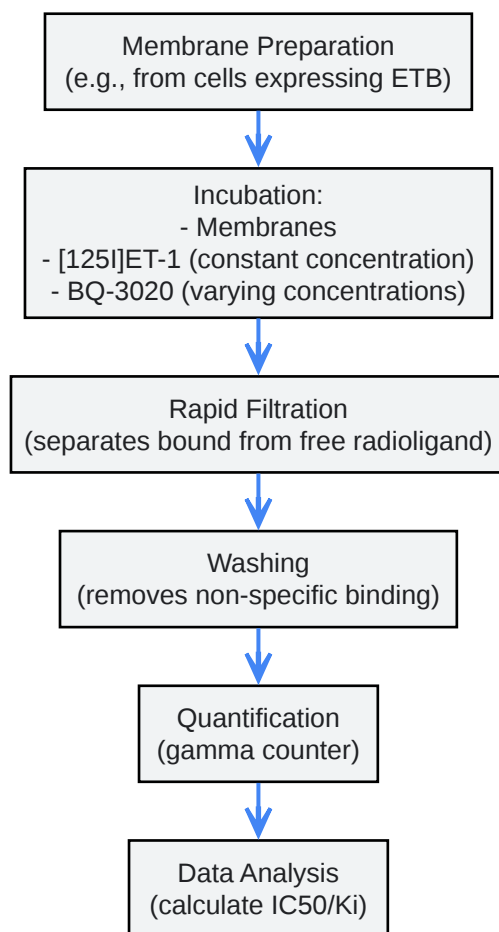 Membrane Preparation
(e.g., from cells expressing ETB)
Incubation:
- Membranes
- [125I]ET-1 (constant concentration)
- BQ-3020 (varying concentrations)
Rapid Filtration
(separates bound from free radioligand)
Washing
(removes non-specific binding)
Quantification
(gamma counter)
Data Analysis
(calculate IC50/Ki)